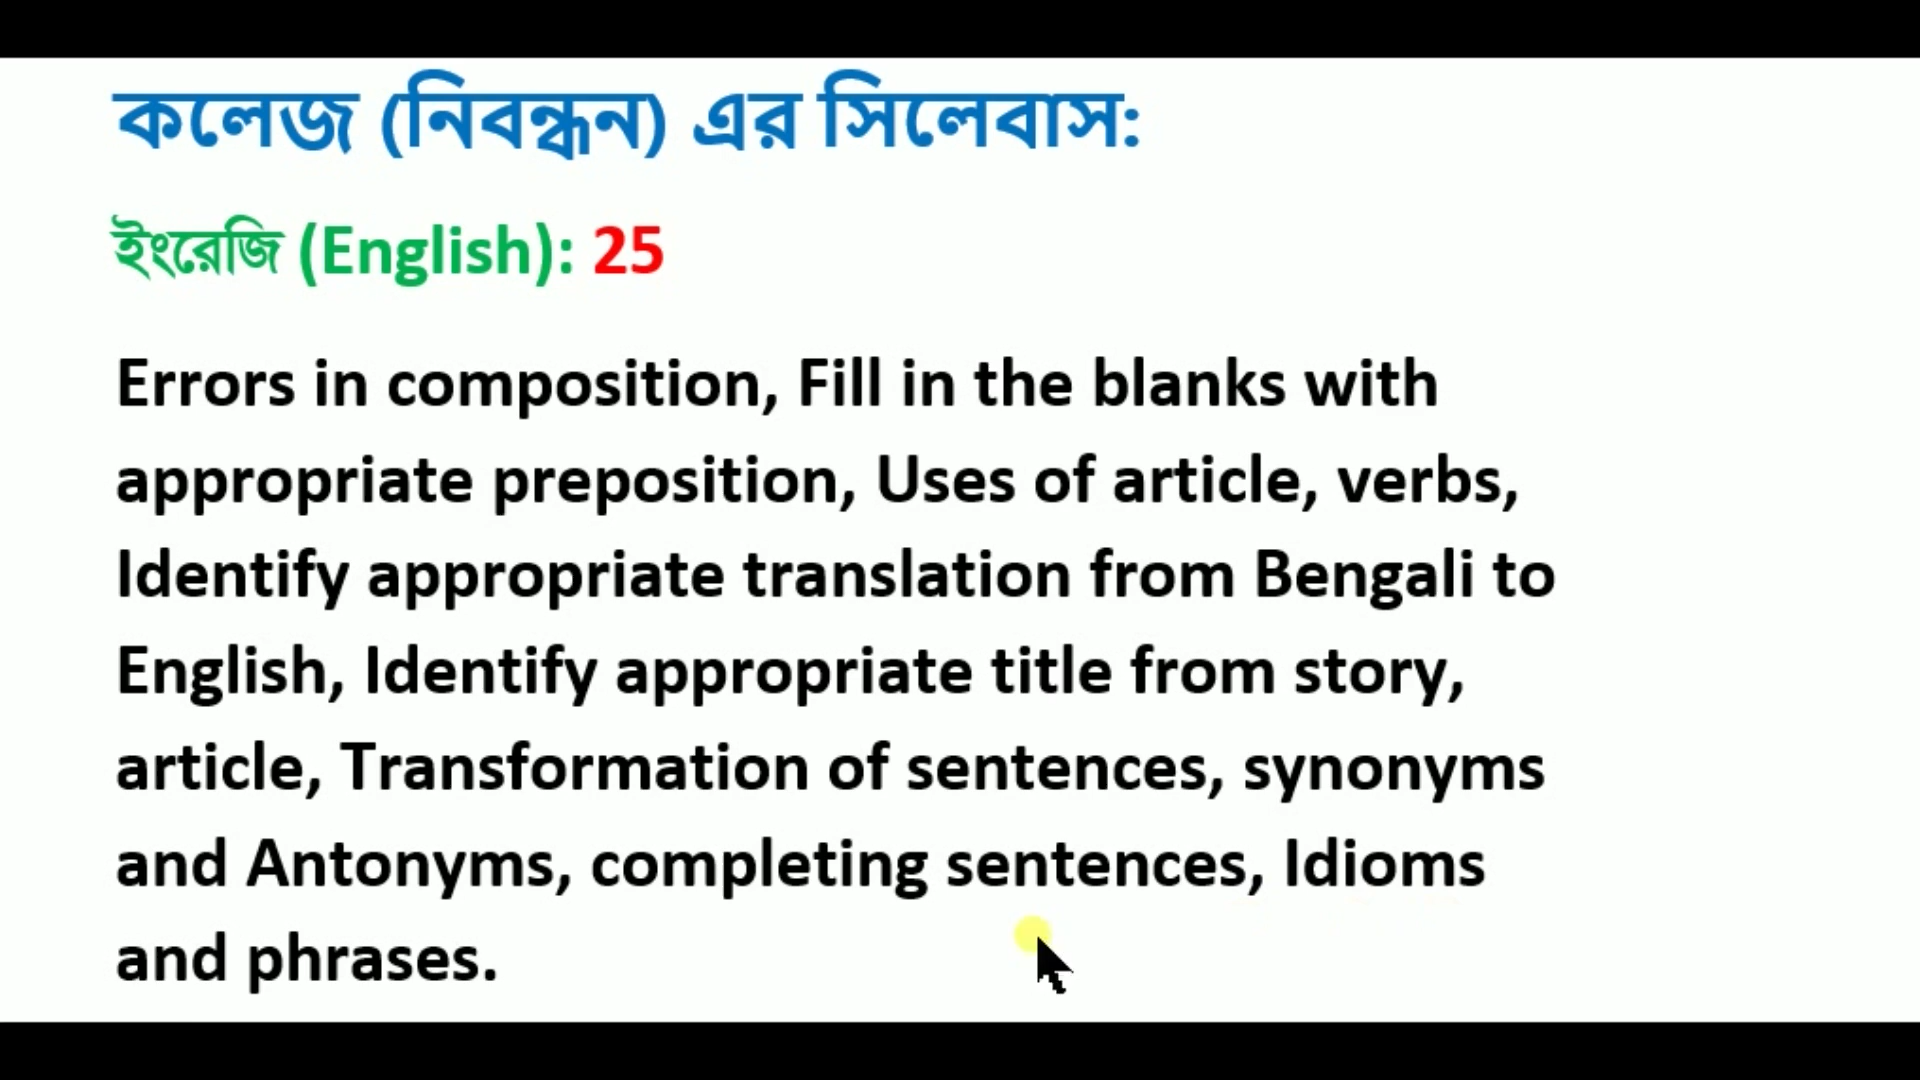 কলেজ (নিবন্ধন) এর সিলেবাস:
ইংরেজি (English): 25
Errors in composition, Fill in the blanks with
appropriate preposition, Uses of article, verbs,
Identify appropriate translation from Bengali to
English, Identify appropriate title from story,
article, Transformation of sentences, synonyms
and Antonyms, completing sentences, Idioms
and phrases.